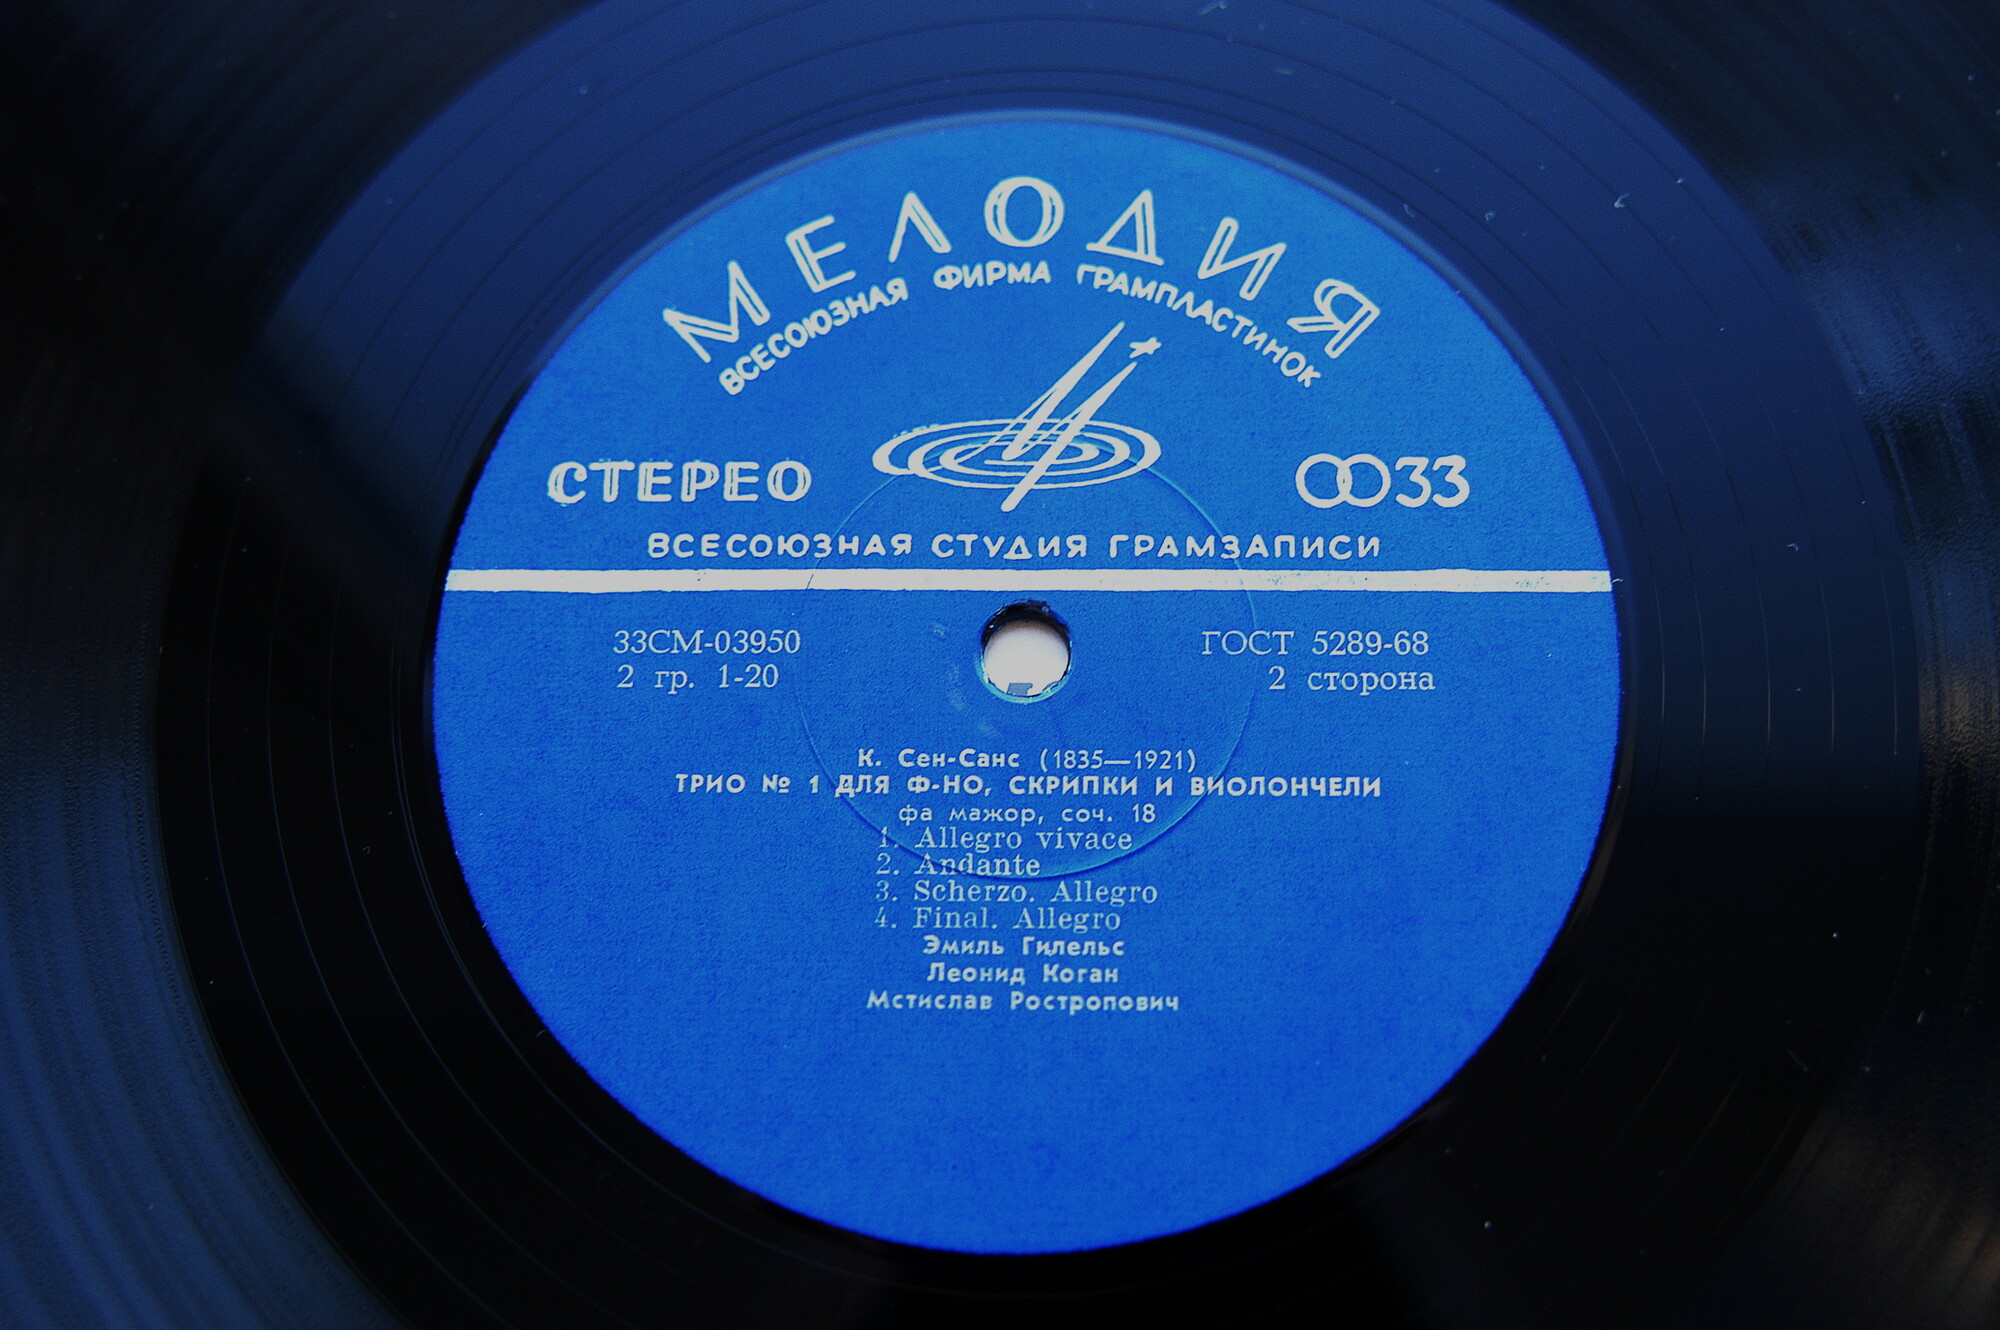 МЕЛОДИЯ
ВСЕСОЮЗНАЯ ФИРМА ГРАМПЛАСТИНОК
СТЕРЕО
33
ВСЕСОЮЗНАЯ СТУДИЯ ГРАМЗАПИСИ
33СМ-03950
ГОСТ 5289-68
2 гр. 1-20
2 сторона
К. Сен-Санс (1835—1921)
ТРИО № 1 ДЛЯ Ф-НО, СКРИПКИ И ВИОЛОНЧЕЛИ
фа мажор, соч. 18
1. Allegro vivace
2. Andante
3. Scherzo. Allegro
4. Final. Allegro
Эмиль Гилельс
Леонид Коган
Мстислав Ростропович